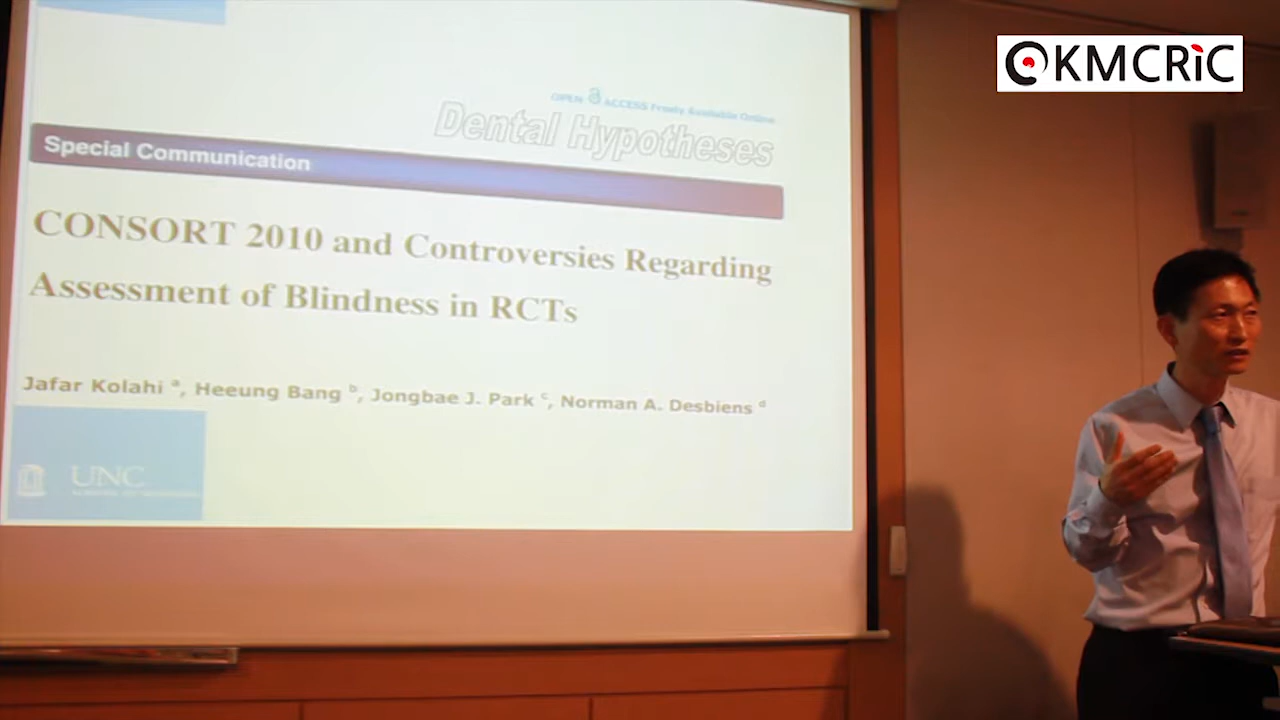 KMCRiC
OPEN ACCESS Freely Available Online
Dental Hypotheses
Special Communication
CONSORT 2010 and Controversies Regarding
Assessment of Blindness in RCTs
Jafar Kolahi a, Heeung Bang b, Jongbae J. Park c, Norman A. Desbiens d
UNC